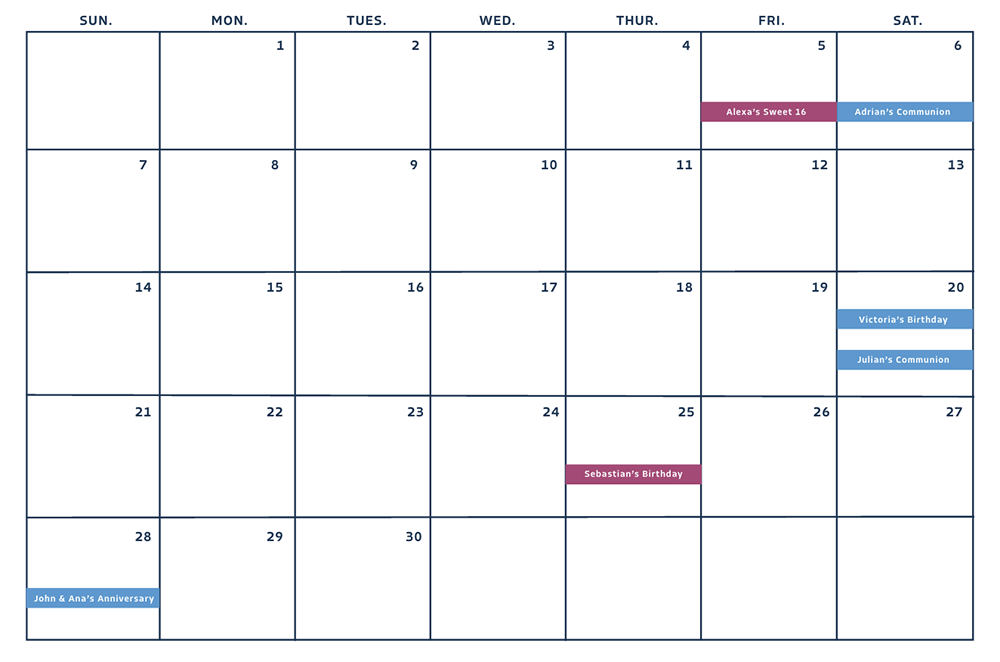 SUN. MON. TUES. WED. THUR. FRI. SAT.
1 2 3 4 5 6
Alexa's Sweet 16 Adrian's Communion
7 8 9 10 11 12 13
14 15 16 17 18 19 20
Victoria's Birthday
Julian's Communion
21 22 23 24 25 26 27
Sebastian's Birthday
28 29 30
John & Ana's Anniversary